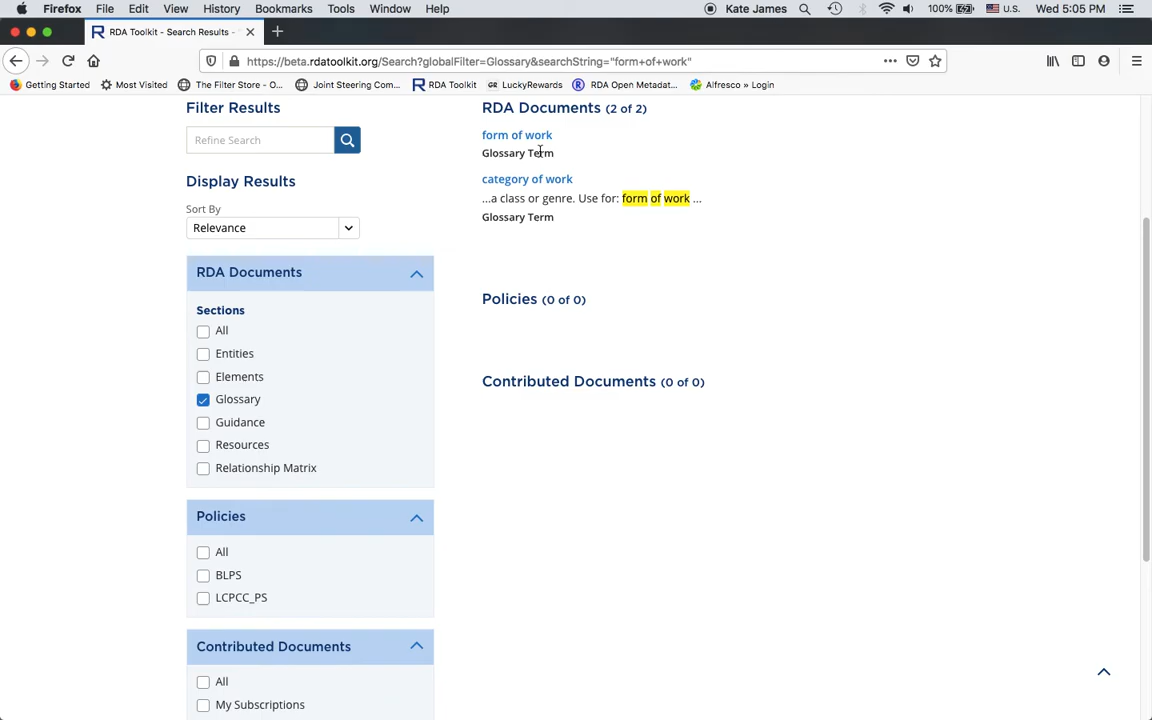 Firefox File Edit View History Bookmarks Tools Window Help Kate James 100% U.S. Wed 5:05 PM
RDA Toolkit - Search Results -
https://beta.rdatoolkit.org/Search?globalFilter=Glossary&searchString="form+of+work"
Getting Started Most Visited The Filter Store - O... Joint Steering Com... RDA Toolkit GR LuckyRewards RDA Open Metadat... Alfresco » Login
Filter Results
Refine Search
Display Results
Sort By
Relevance
RDA Documents
Sections
All
Entities
Elements
Glossary
Guidance
Resources
Relationship Matrix
Policies
All
BLPS
LCPCC_PS
Contributed Documents
All
My Subscriptions
RDA Documents (2 of 2)
form of work
Glossary Term
category of work
...a class or genre. Use for: form of work ...
Glossary Term
Policies (0 of 0)
Contributed Documents (0 of 0)